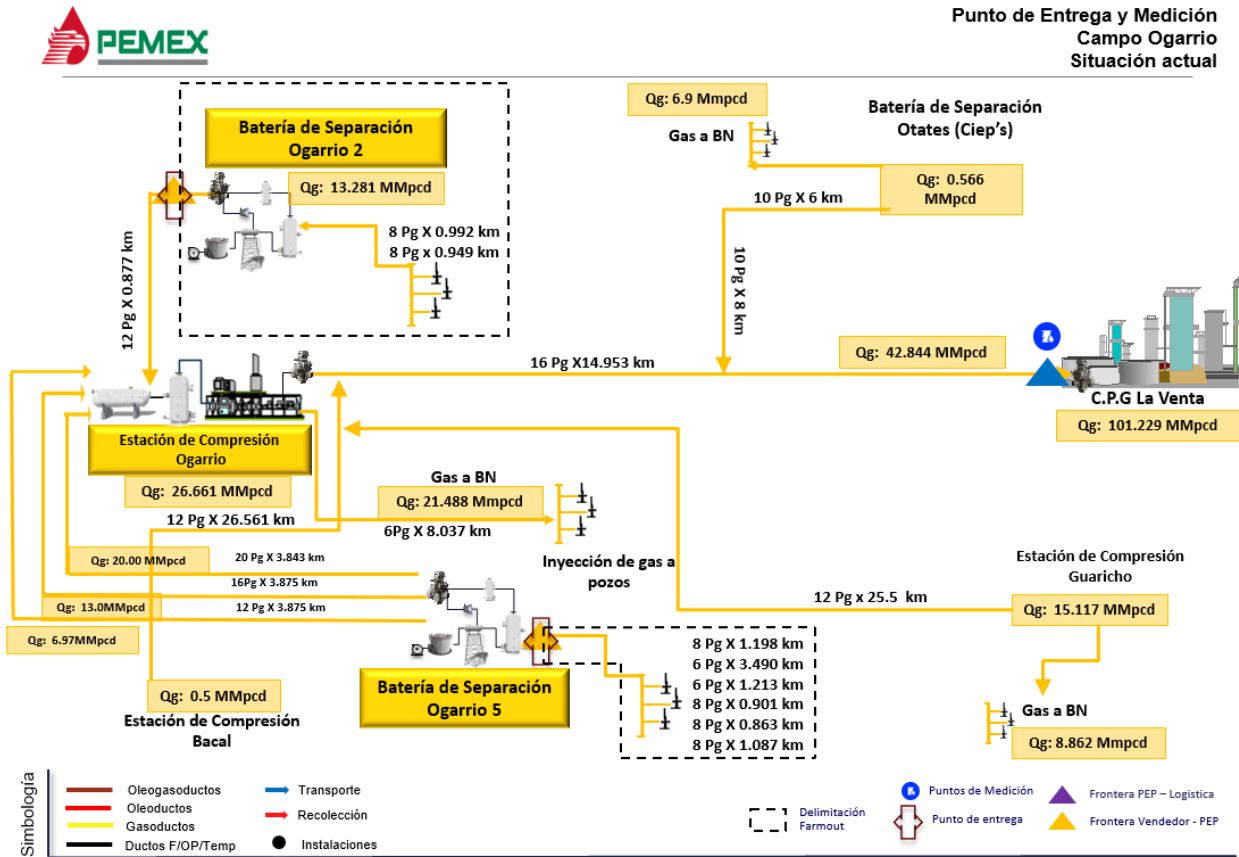 PEMEX
Punto de Entrega y Medición
Campo Ogarrio
Situación actual
Batería de Separación
Ogarrio 2
Qg: 13.281 MMpcd
8 Pg X 0.992 km
8 Pg x 0.949 km
12 Pg X 0.877 km
Qg: 6.9 Mmpcd
Gas a BN
Batería de Separación
Otates (Ciep's)
Qg: 0.566
MMpcd
10 Pg X 6 km
10 Pg X 8 km
16 Pg X14.953 km
Qg: 42.844 MMpcd
C.P.G La Venta
Qg: 101.229 MMpcd
Estación de Compresión
Ogarrio
Qg: 26.661 MMpcd
12 Pg X 26.561 km
Gas a BN
Qg: 21.488 Mmpcd
6Pg X 8.037 km
Inyección de gas a
pozos
Qg: 20.00 MMpcd
20 Pg X 3.843 km
16Pg X 3.875 km
Qg: 13.0MMpcd
12 Pg X 3.875 km
Qg: 6.97MMpcd
Qg: 0.5 MMpcd
Estación de Compresión
Bacal
Batería de Separación
Ogarrio 5
8 Pg X 1.198 km
6 Pg X 3.490 km
6 Pg X 1.213 km
8 Pg X 0.901 km
8 Pg X 0.863 km
8 Pg X 1.087 km
Estación de Compresión
Guaricho
12 Pg x 25.5 km
Qg: 15.117 MMpcd
Gas a BN
Qg: 8.862 Mmpcd
Simbología
Oleogasoductos
Oleoductos
Gasoductos
Ductos F/OP/Temp
Transporte
Recolección
Instalaciones
Delimitación
Farmout
Puntos de Medición
Punto de entrega
Frontera PEP – Logistica
Frontera Vendedor - PEP